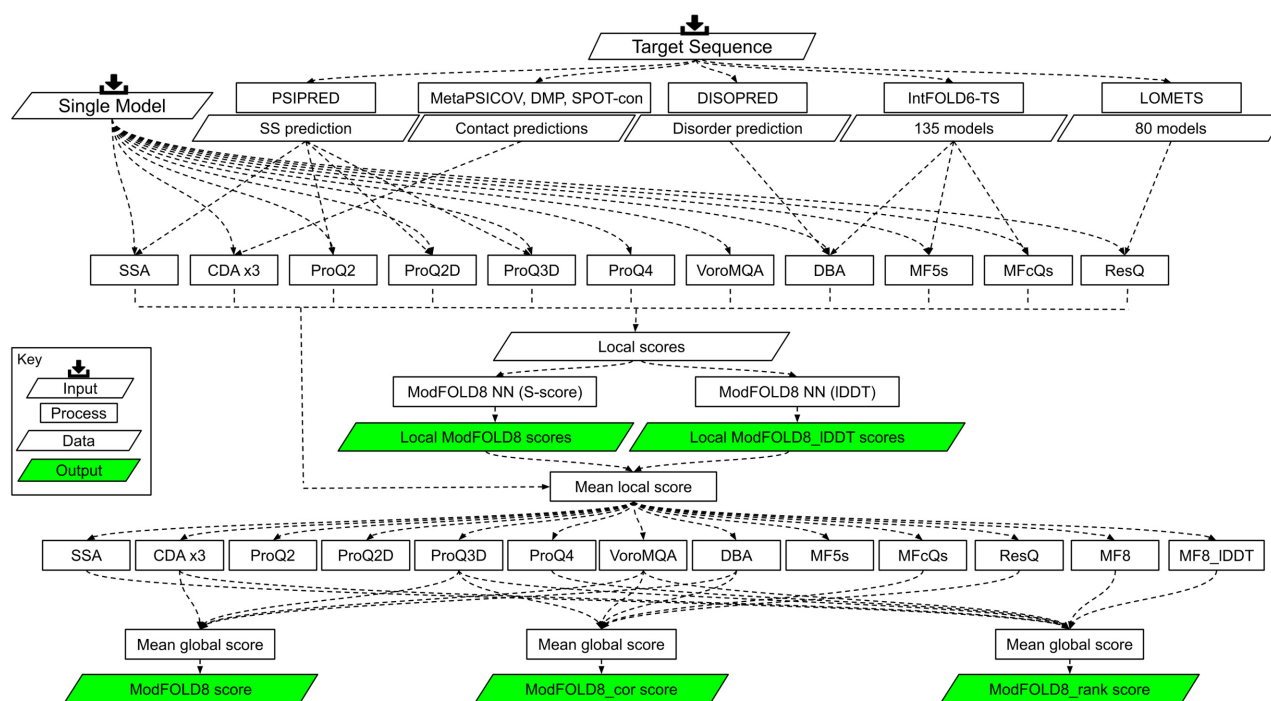 Target Sequence
Single Model
PSIPRED
MetaPSICOV, DMP, SPOT-con
DISOPRED
IntFOLD6-TS
LOMETS
SS prediction
Contact predictions
Disorder prediction
135 models
80 models
SSA
CDA x3
ProQ2
ProQ2D
ProQ3D
ProQ4
VoroMQA
DBA
MF5s
MFcQs
ResQ
Local scores
Key
Input
Process
Data
Output
ModFOLD8 NN (S-score)
ModFOLD8 NN (lDDT)
Local ModFOLD8 scores
Local ModFOLD8_lDDT scores
Mean local score
SSA
CDA x3
ProQ2
ProQ2D
ProQ3D
ProQ4
VoroMQA
DBA
MF5s
MFcQs
ResQ
MF8
MF8_lDDT
Mean global score
Mean global score
Mean global score
ModFOLD8 score
ModFOLD8_cor score
ModFOLD8_rank score